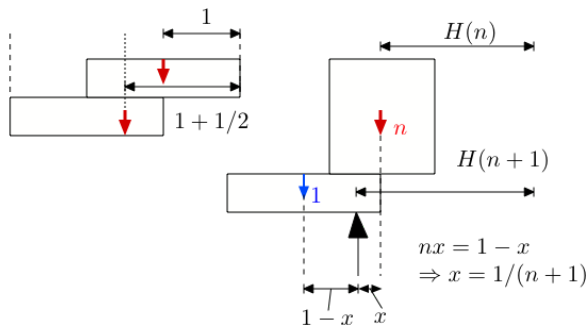 1
1 + 1/2
H(n)
n
H(n + 1)
1
nx = 1 − x
⇒ x = 1/(n + 1)
1 − x
x